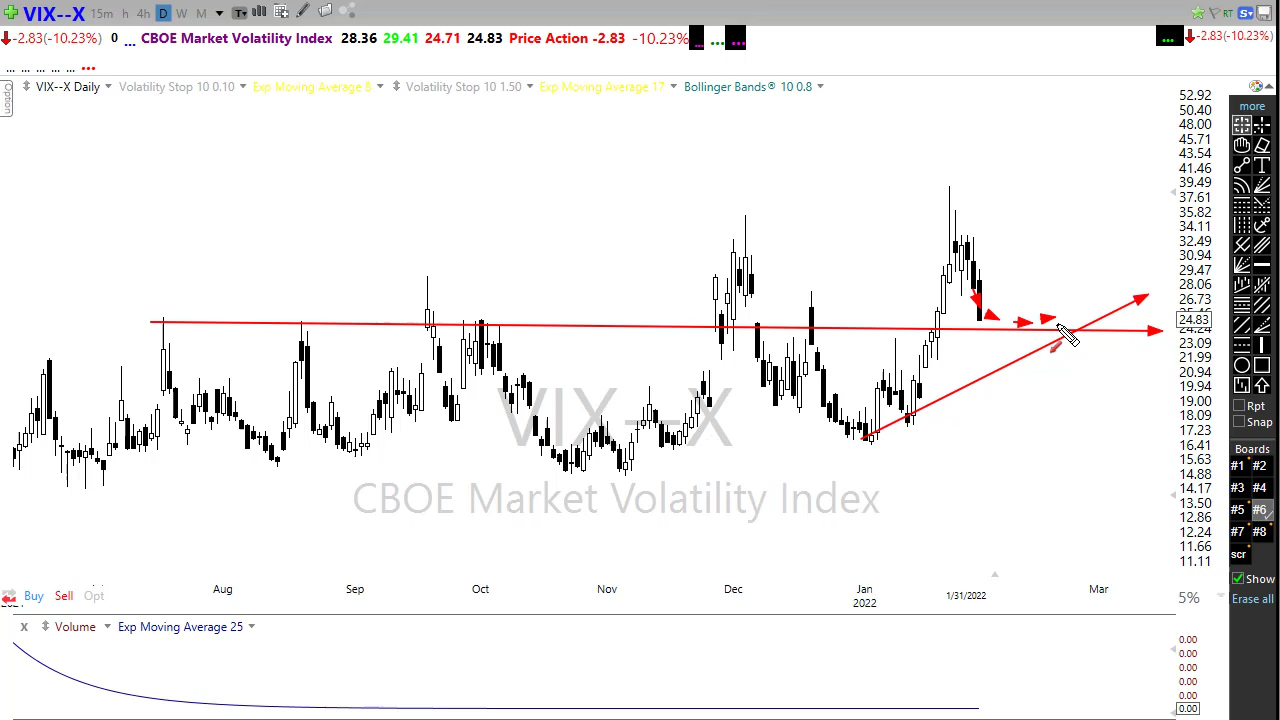 VIX--X 15m h 4h D W M T RT S
-2.83(-10.23%) 0 ... CBOE Market Volatility Index 28.36 29.41 24.71 24.83 Price Action -2.83 -10.23% ... ... ... ... -2.83(-10.23%)
... ... ... ... ... ...
Option
VIX--X Daily Volatility Stop 10 0.10 Exp Moving Average 8 Volatility Stop 10 1.50 Exp Moving Average 17 Bollinger Bands® 10 0.8
52.92
50.40
48.00
45.71
43.54
41.46
39.49
37.61
35.82
34.11
32.49
30.94
29.47
28.06
26.73
24.83
24.24
23.09
21.99
20.94
19.94
19.00
18.09
17.23
16.41
15.63
14.88
14.17
13.50
12.86
12.24
11.66
11.11
more
T
Rpt
Snap
Boards
#1 #2
#3 #4
#5 #6
#7 #8
scr
Show
Erase all
VIX--X
CBOE Market Volatility Index
Aug Sep Oct Nov Dec Jan 1/31/2022 Mar
2022
Buy Sell Opt 5%
X Volume Exp Moving Average 25
0.00
0.00
0.00
0.00
0.00
0.00